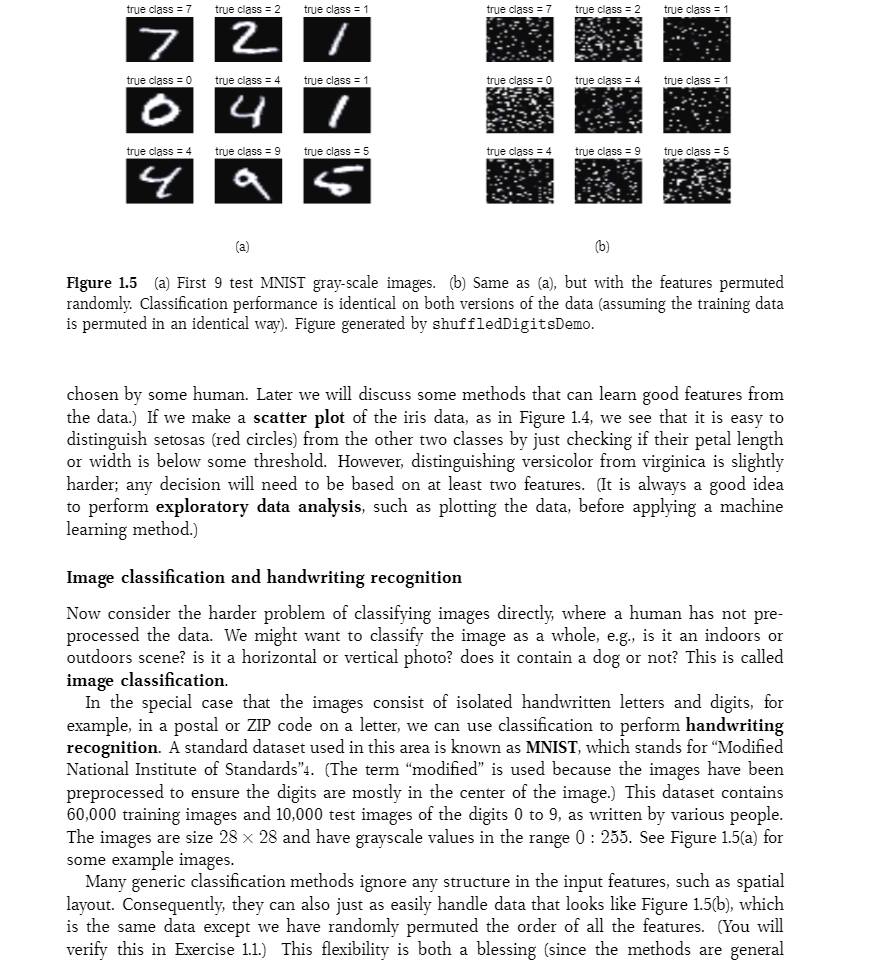 true class = 7 true class = 2 true class = 1 true class = 7 true class = 2 true class = 1
7 2 1
true class = 0 true class = 4 true class = 1 true class = 0 true class = 4 true class = 1
0 4 1
true class = 4 true class = 9 true class = 5 true class = 4 true class = 9 true class = 5
4 9 5
(a) (b)
Figure 1.5 (a) First 9 test MNIST gray-scale images. (b) Same as (a), but with the features permuted
randomly. Classification performance is identical on both versions of the data (assuming the training data
is permuted in an identical way). Figure generated by shuffledDigitsDemo.
chosen by some human. Later we will discuss some methods that can learn good features from
the data.) If we make a scatter plot of the iris data, as in Figure 1.4, we see that it is easy to
distinguish setosas (red circles) from the other two classes by just checking if their petal length
or width is below some threshold. However, distinguishing versicolor from virginica is slightly
harder; any decision will need to be based on at least two features. (It is always a good idea
to perform exploratory data analysis, such as plotting the data, before applying a machine
learning method.)
Image classification and handwriting recognition
Now consider the harder problem of classifying images directly, where a human has not pre-
processed the data. We might want to classify the image as a whole, e.g., is it an indoors or
outdoors scene? is it a horizontal or vertical photo? does it contain a dog or not? This is called
image classification.
In the special case that the images consist of isolated handwritten letters and digits, for
example, in a postal or ZIP code on a letter, we can use classification to perform handwriting
recognition. A standard dataset used in this area is known as MNIST, which stands for “Modified
National Institute of Standards”4. (The term “modified” is used because the images have been
preprocessed to ensure the digits are mostly in the center of the image.) This dataset contains
60,000 training images and 10,000 test images of the digits 0 to 9, as written by various people.
The images are size 28 × 28 and have grayscale values in the range 0 : 255. See Figure 1.5(a) for
some example images.
Many generic classification methods ignore any structure in the input features, such as spatial
layout. Consequently, they can also just as easily handle data that looks like Figure 1.5(b), which
is the same data except we have randomly permuted the order of all the features. (You will
verify this in Exercise 1.1.) This flexibility is both a blessing (since the methods are general